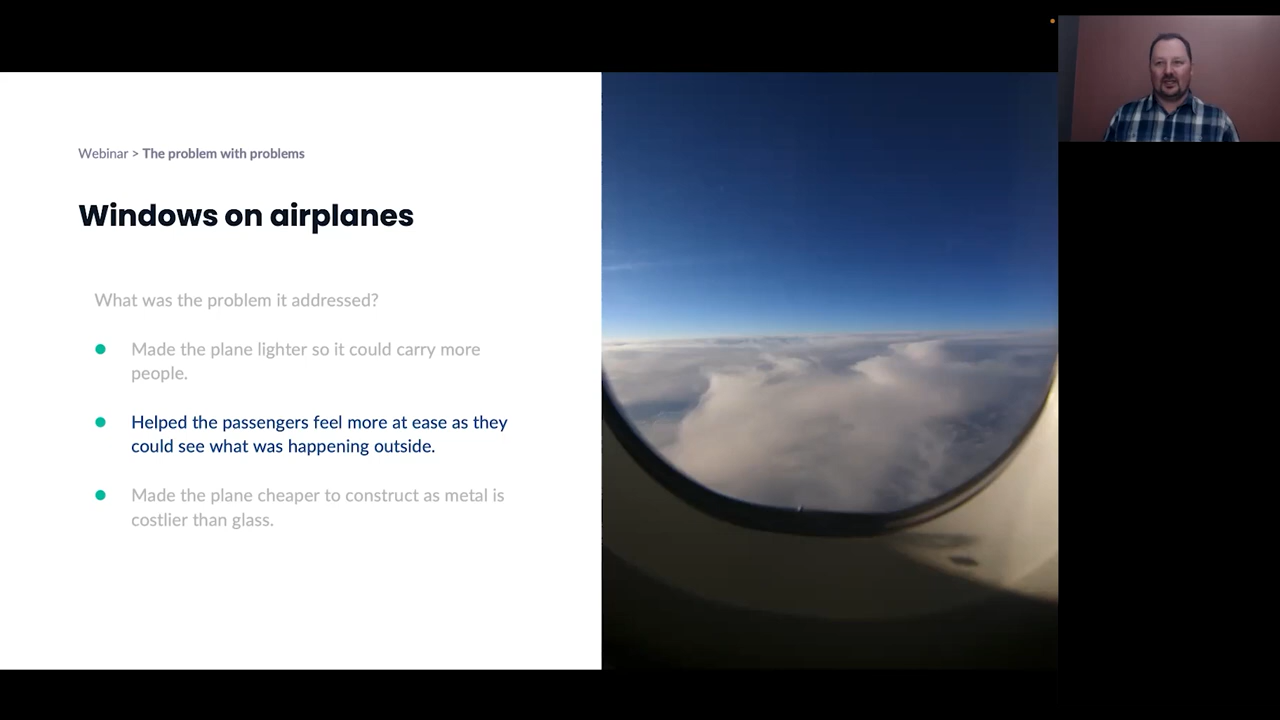 Webinar > The problem with problems
Windows on airplanes
What was the problem it addressed?
Made the plane lighter so it could carry more
people.
Helped the passengers feel more at ease as they
could see what was happening outside.
Made the plane cheaper to construct as metal is
costlier than glass.